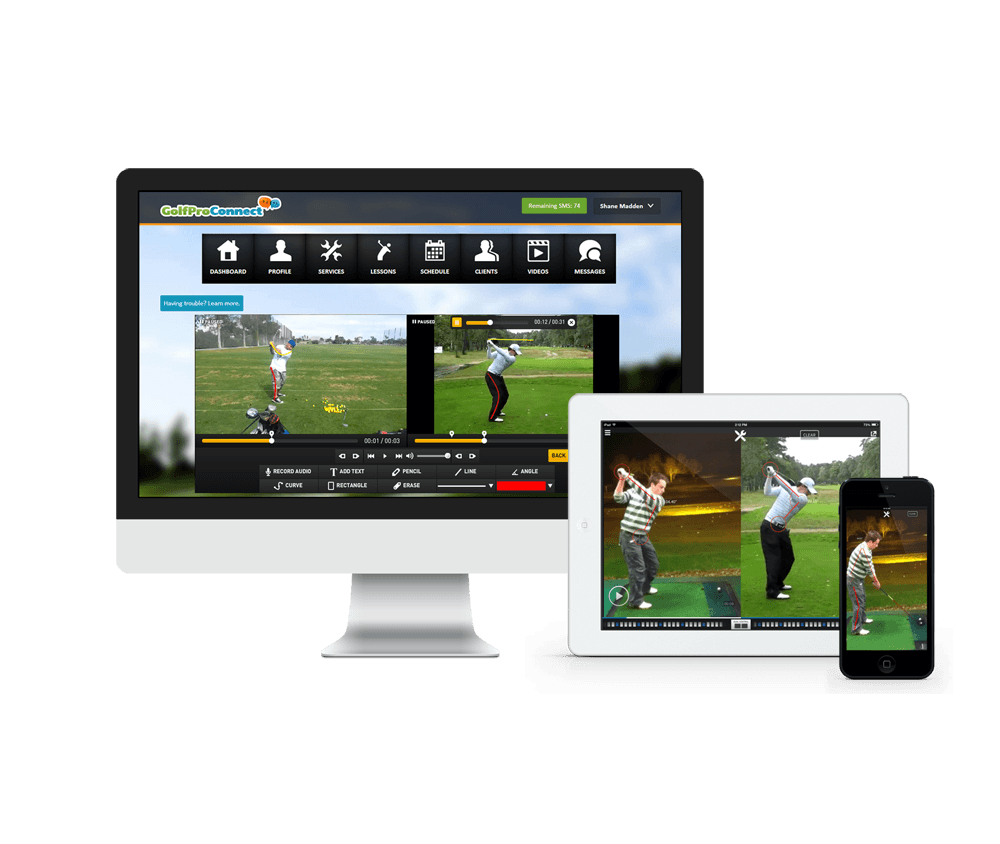 GolfProConnect
Remaining SMS: 74
Shane Madden
DASHBOARD
PROFILE
SERVICES
LESSONS
SCHEDULE
CLIENTS
VIDEOS
MESSAGES
Having trouble? Learn more.
PAUSED
PAUSED
00:12 / 00:31
00:01 / 00:03
BACK
RECORD AUDIO
ADD TEXT
PENCIL
LINE
ANGLE
CURVE
RECTANGLE
ERASE
iPad
CLEAR